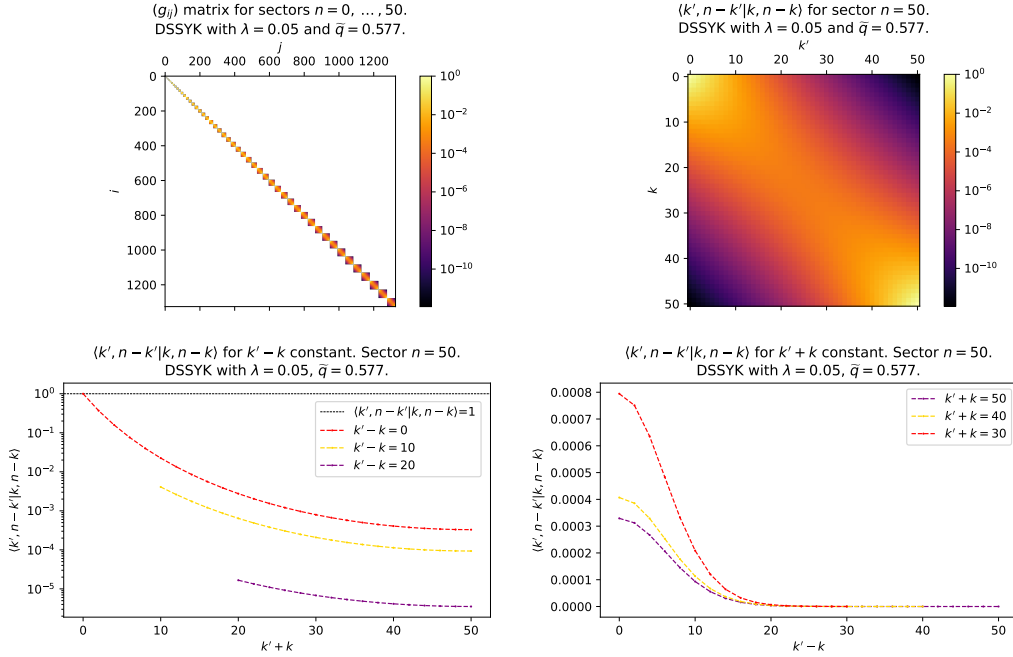 (g_{ij}) matrix for sectors n = 0, ..., 50.
DSSYK with λ = 0.05 and q̃ = 0.577.
j
0 200 400 600 800 1000 1200
0
200
400
600
800
1000
1200
i
10^0
10^{-2}
10^{-4}
10^{-6}
10^{-8}
10^{-10}
⟨k′, n − k′|k, n − k⟩ for sector n = 50.
DSSYK with λ = 0.05 and q̃ = 0.577.
k′
0 10 20 30 40 50
0
10
20
30
40
50
k
10^0
10^{-2}
10^{-4}
10^{-6}
10^{-8}
10^{-10}
⟨k′, n − k′|k, n − k⟩ for k′ − k constant. Sector n = 50.
DSSYK with λ = 0.05, q̃ = 0.577.
⟨k′, n − k′|k, n − k⟩
10^0
10^{-1}
10^{-2}
10^{-3}
10^{-4}
10^{-5}
⟨k′, n − k′|k, n − k⟩=1
k′ − k = 0
k′ − k = 10
k′ − k = 20
0 10 20 30 40 50
k′ + k
⟨k′, n − k′|k, n − k⟩ for k′ + k constant. Sector n = 50.
DSSYK with λ = 0.05, q̃ = 0.577.
⟨k′, n − k′|k, n − k⟩
0.0008
0.0007
0.0006
0.0005
0.0004
0.0003
0.0002
0.0001
0.0000
k′ + k = 50
k′ + k = 40
k′ + k = 30
0 10 20 30 40 50
k′ − k